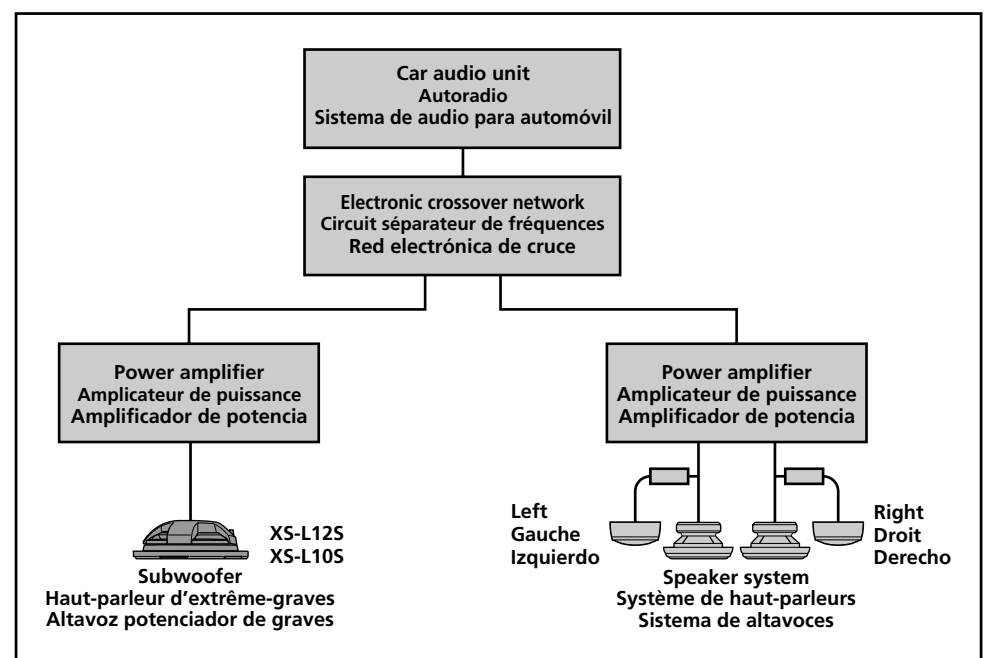 Car audio unit
Autoradio
Sistema de audio para automóvil
Electronic crossover network
Circuit séparateur de fréquences
Red electrónica de cruce
Power amplifier
Amplicateur de puissance
Amplificador de potencia
Power amplifier
Amplicateur de puissance
Amplificador de potencia
XS-L12S
XS-L10S
Subwoofer
Haut-parleur d'extrême-graves
Altavoz potenciador de graves
Left
Gauche
Izquierdo
Right
Droit
Derecho
Speaker system
Système de haut-parleurs
Sistema de altavoces